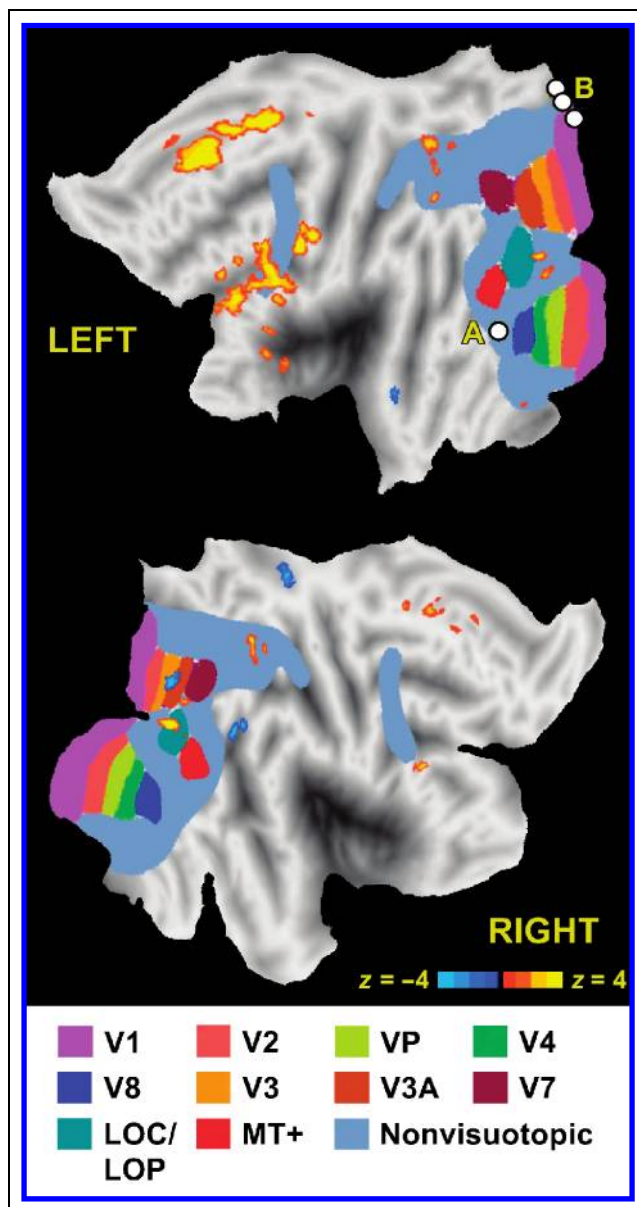 B
LEFT
A
RIGHT
z = −4 z = 4
V1 V2 VP V4
V8 V3 V3A V7
LOC/ MT+ Nonvisuotopic
LOP